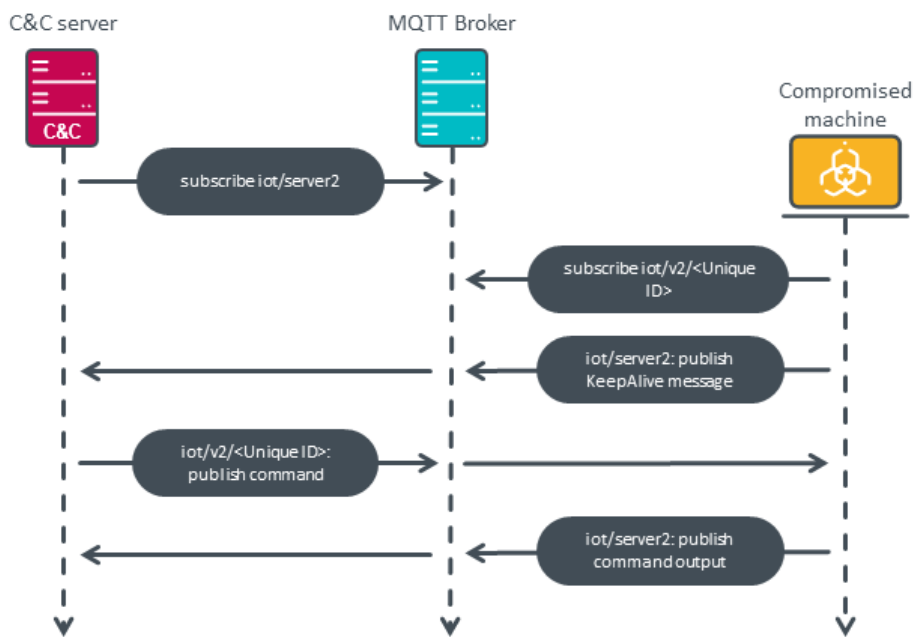 C&C server
MQTT Broker
Compromised
machine
C&C
subscribe iot/server2
subscribe iot/v2/<Unique
ID>
iot/server2: publish
KeepAlive message
iot/v2/<Unique ID>:
publish command
iot/server2: publish
command output